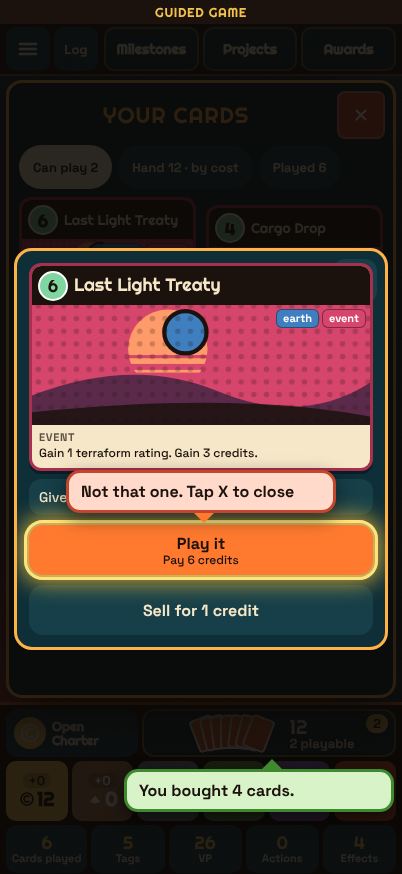 GUIDED GAME
Log
Milestones
Projects
Awards
YOUR CARDS
×
Can play 2
Hand 12 · by cost
Played 6
6 Last Light Treaty
4 Cargo Drop
6 Last Light Treaty
earth
event
EVENT
Gain 1 terraform rating. Gain 3 credits.
Give
Not that one. Tap X to close
Play it
Pay 6 credits
Sell for 1 credit
Open
Charter
12
2 playable
2
+0
© 12
+0
0
You bought 4 cards.
6
Cards played
5
Tags
26
VP
0
Actions
4
Effects